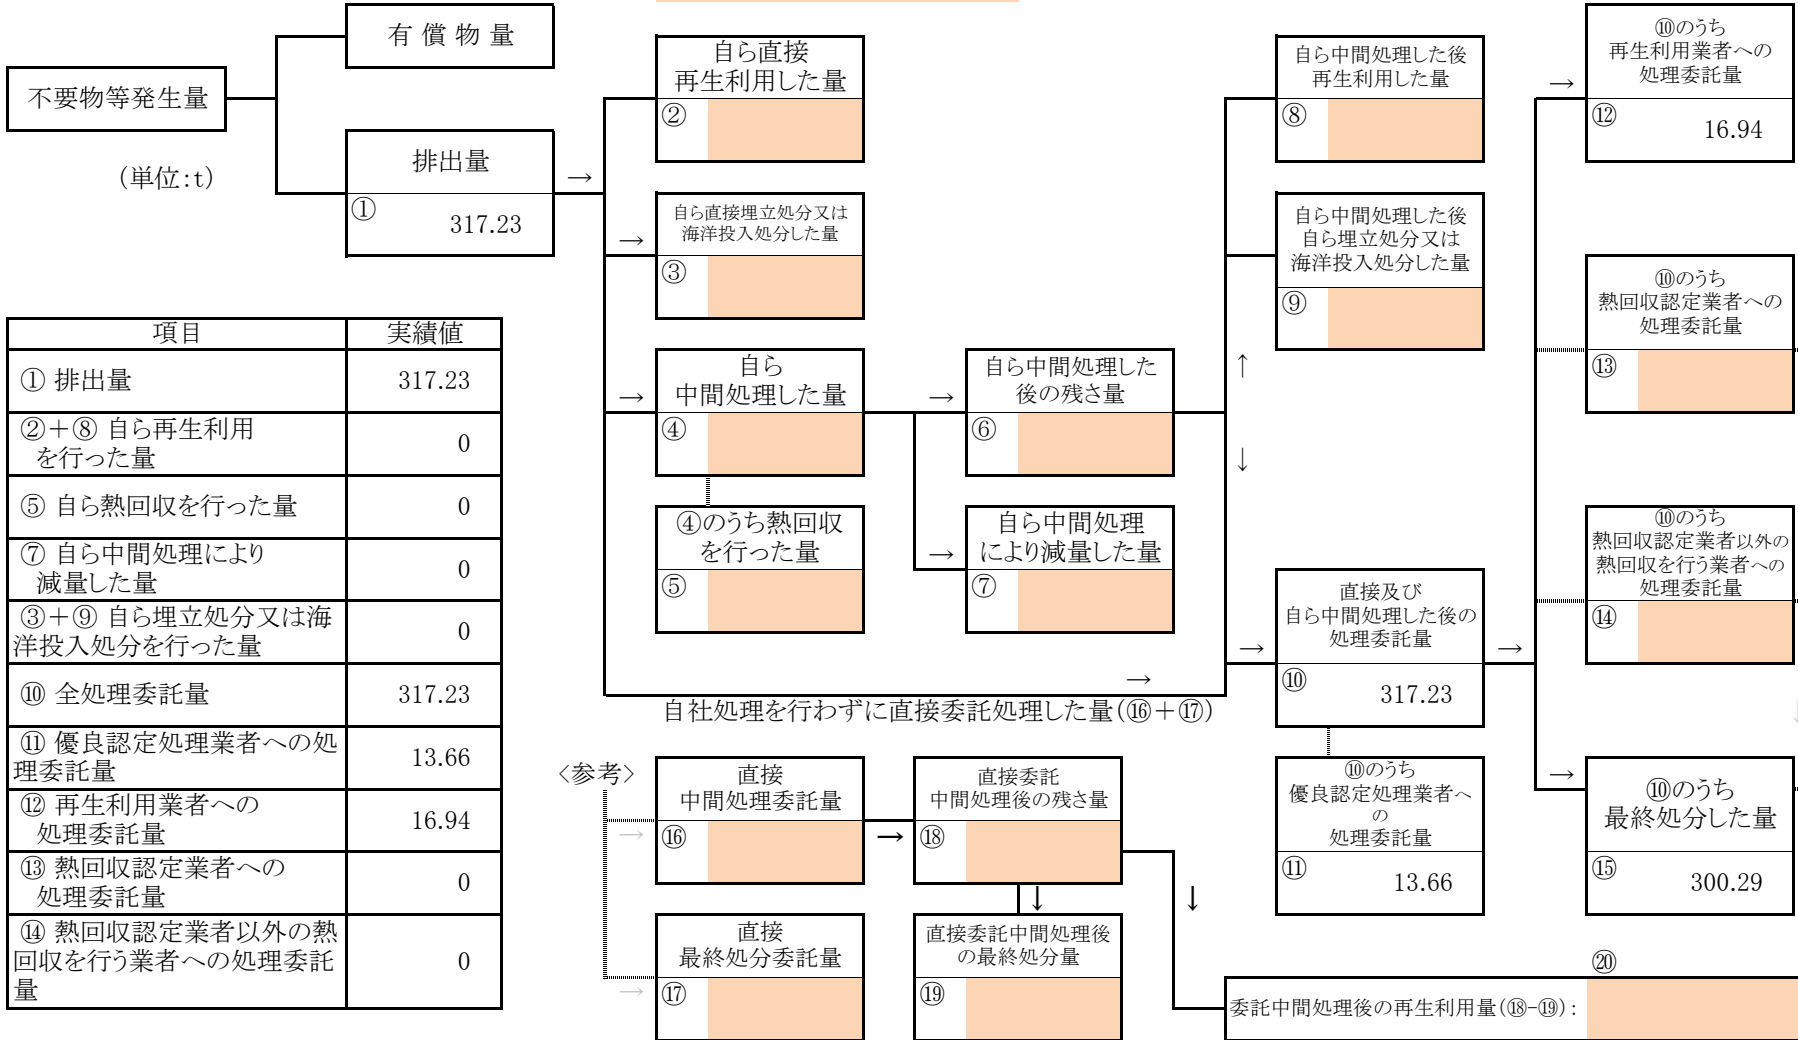 有 償 物 量
不要物等発生量
(単位：t)
排出量
→
①
317.23
自ら直接
再生利用した量
②
→
自ら直接埋立処分又は
海洋投入処分した量
③
→
自ら
中間処理した量
④
④のうち熱回収
を行った量
⑤
→
自ら中間処理した
後の残さ量
⑥
→
自ら中間処理
により減量した量
⑦
↑
↓
自ら中間処理した後
再生利用した量
⑧
自ら中間処理した後
自ら埋立処分又は
海洋投入処分した量
⑨
→
自社処理を行わずに直接委託処理した量(⑯＋⑰)
→
直接及び
自ら中間処理した後の
処理委託量
⑩
317.23
→
⑩のうち
優良認定処理業者へ
の
処理委託量
⑪
13.66
→
⑩のうち
再生利用業者への
処理委託量
⑫
16.94
⑩のうち
熱回収認定業者への
処理委託量
⑬
⑩のうち
熱回収認定業者以外の
熱回収を行う業者への
処理委託量
⑭
→
⑩のうち
最終処分した量
⑮
300.29
項目 実績値
① 排出量 317.23
②＋⑧ 自ら再生利用
を行った量
0
⑤ 自ら熱回収を行った量 0
⑦ 自ら中間処理により
減量した量
0
③＋⑨ 自ら埋立処分又は海
洋投入処分を行った量
0
⑩ 全処理委託量 317.23
⑪ 優良認定処理業者への処
理委託量
13.66
⑫ 再生利用業者への
処理委託量
16.94
⑬ 熱回収認定業者への
処理委託量
0
⑭ 熱回収認定業者以外の熱
回収を行う業者への処理委託
量
0
<参考>
→
直接
中間処理委託量
⑯
→
直接委託
中間処理後の残さ量
⑱
↓
↓
→
直接
最終処分委託量
⑰
直接委託中間処理後
の最終処分量
⑲
⑳
委託中間処理後の再生利用量(⑱-⑲)：